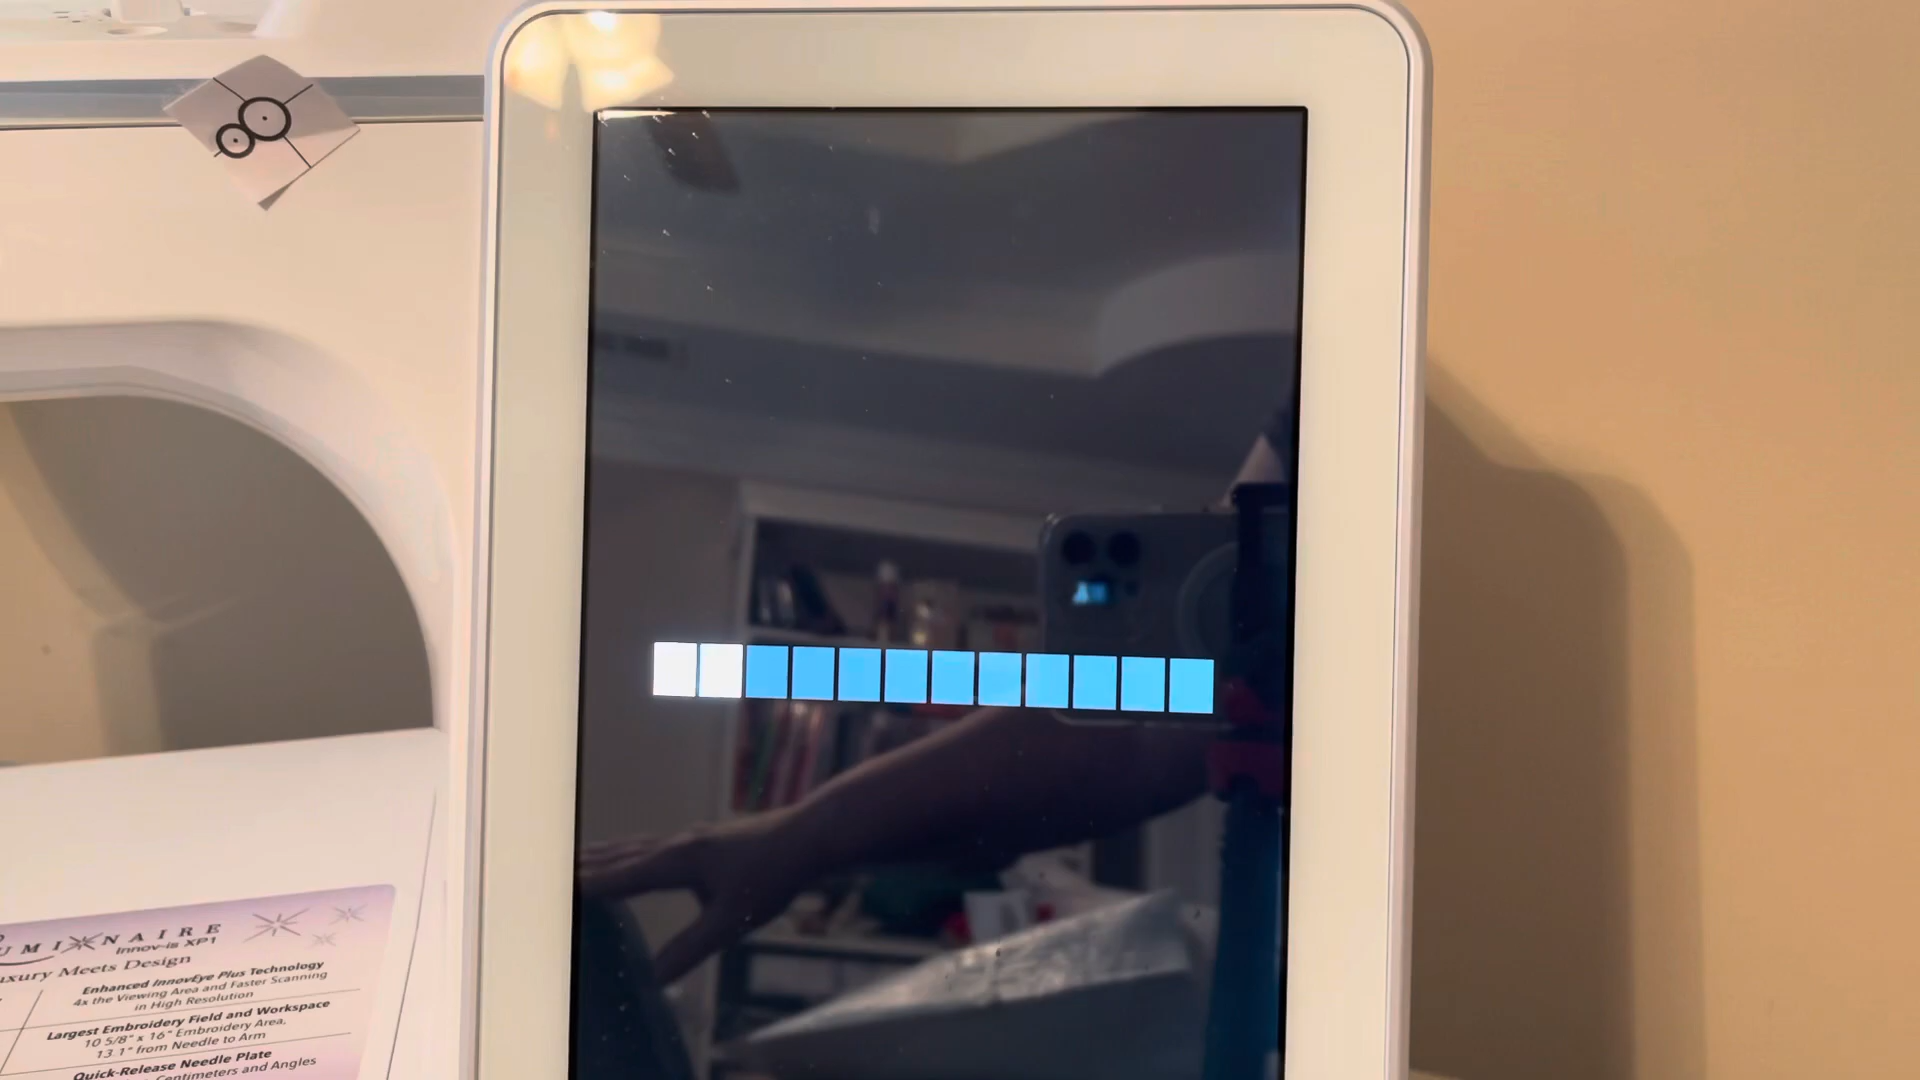 Innov-is XP1
Meets Design
Enhanced InnovEye Plus Technology
4x the Viewing Area and Faster Scanning
in High Resolution
Largest Embroidery Field and Workspace
10 5/8" x 16" Embroidery Area,
13.1" from Needle to Arm
Quick-Release Needle Plate
Centimeters and Angles